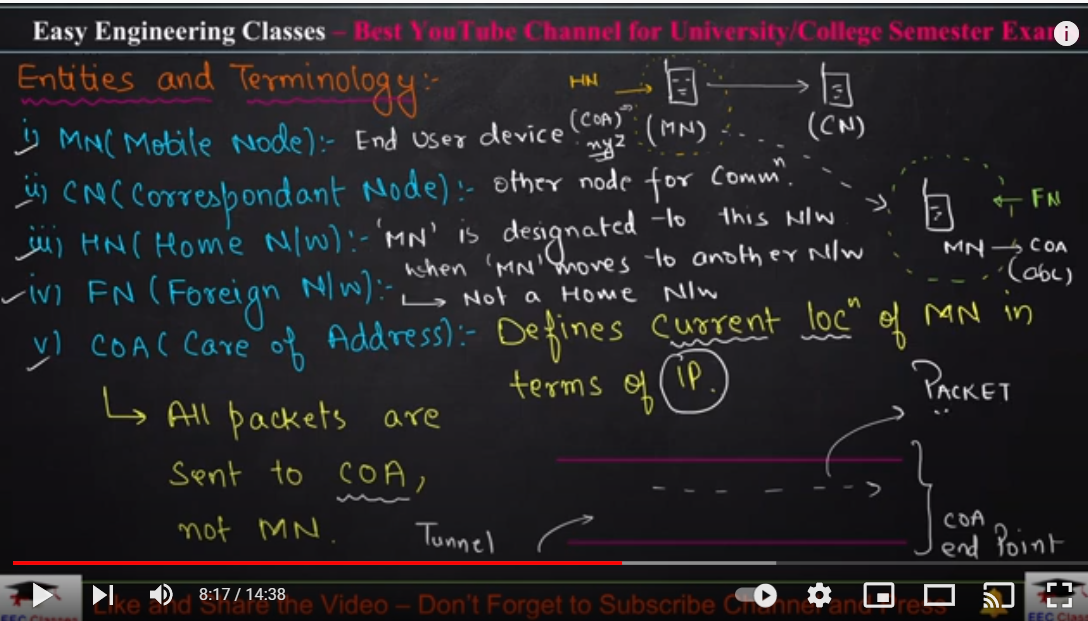 Easy Engineering Classes – Best YouTube Channel for University/College Semester Exam
Entities and Terminology:-
HN
(MN)
(CN)
i) MN (Mobile Node):- End User device
(COA)
xyz
ii) CN (Correspondant Node):- other node for Commⁿ.
FN
MN → COA
(abc)
iii) HN (Home N/w):- 'MN' is designated to this N/w
when 'MN' moves to another N/w
iv) FN (Foreign N/w):- ↳ Not a Home N/w
v) COA (Care of Address):- Defines current locⁿ of MN in
terms of IP.
↳ All packets are
sent to COA,
not MN.
PACKET
Tunnel
COA
end Point
8:17 / 14:38
Like and Share the Video – Don't Forget to Subscribe Channel and Press
EEC Classes